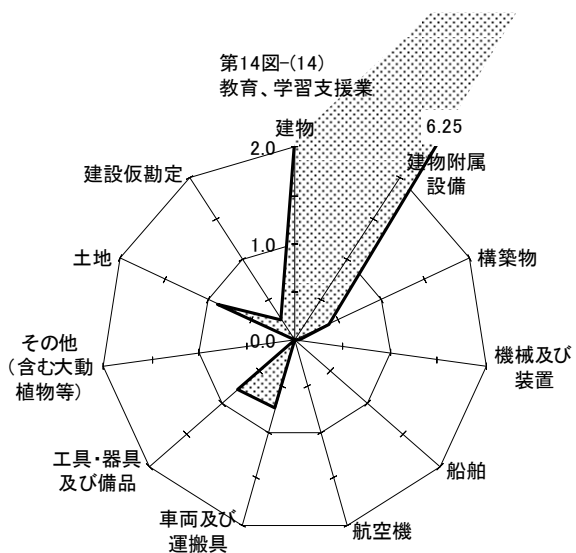 第14図-(14)
教育、学習支援業
建物
6.25
2.0
建物附属
設備
建設仮勘定
土地
1.0
構築物
その他
(含む大動
植物等)
0.0
機械及び
装置
工具・器具
及び備品
船舶
車両及び
運搬具
航空機